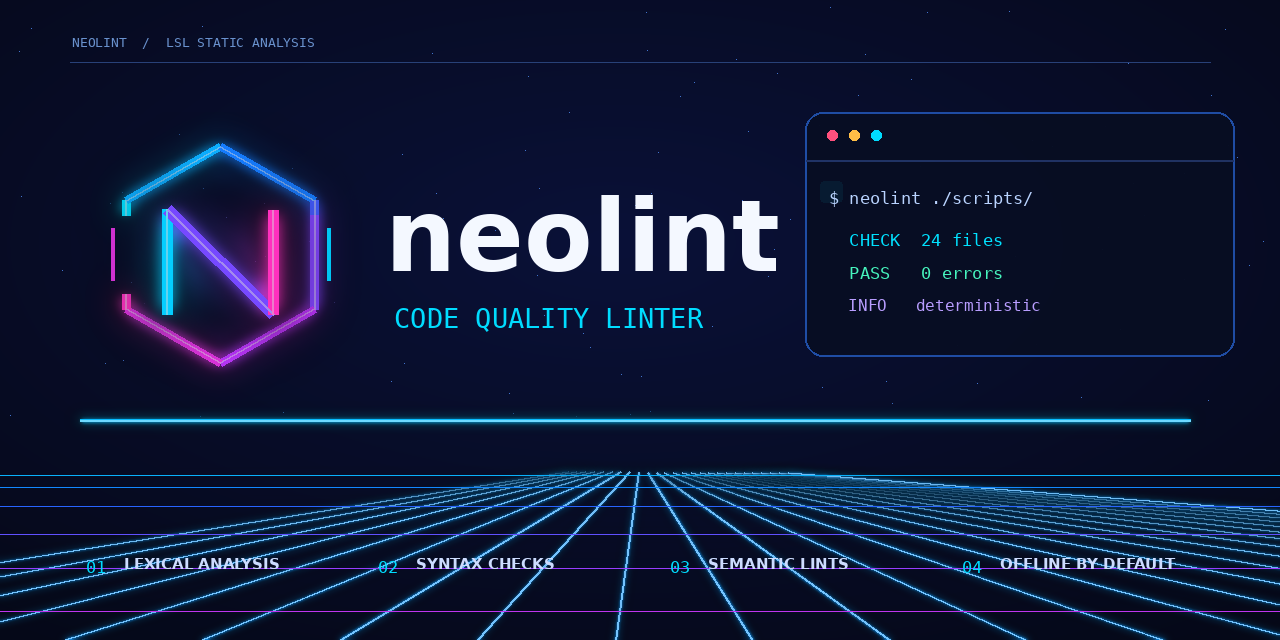 NEOLINT / LSL STATIC ANALYSIS
N
neolint
CODE QUALITY LINTER
$ neolint ./scripts/
CHECK 24 files
PASS 0 errors
INFO deterministic
01 LEXICAL ANALYSIS
02 SYNTAX CHECKS
03 SEMANTIC LINTS
04 OFFLINE BY DEFAULT